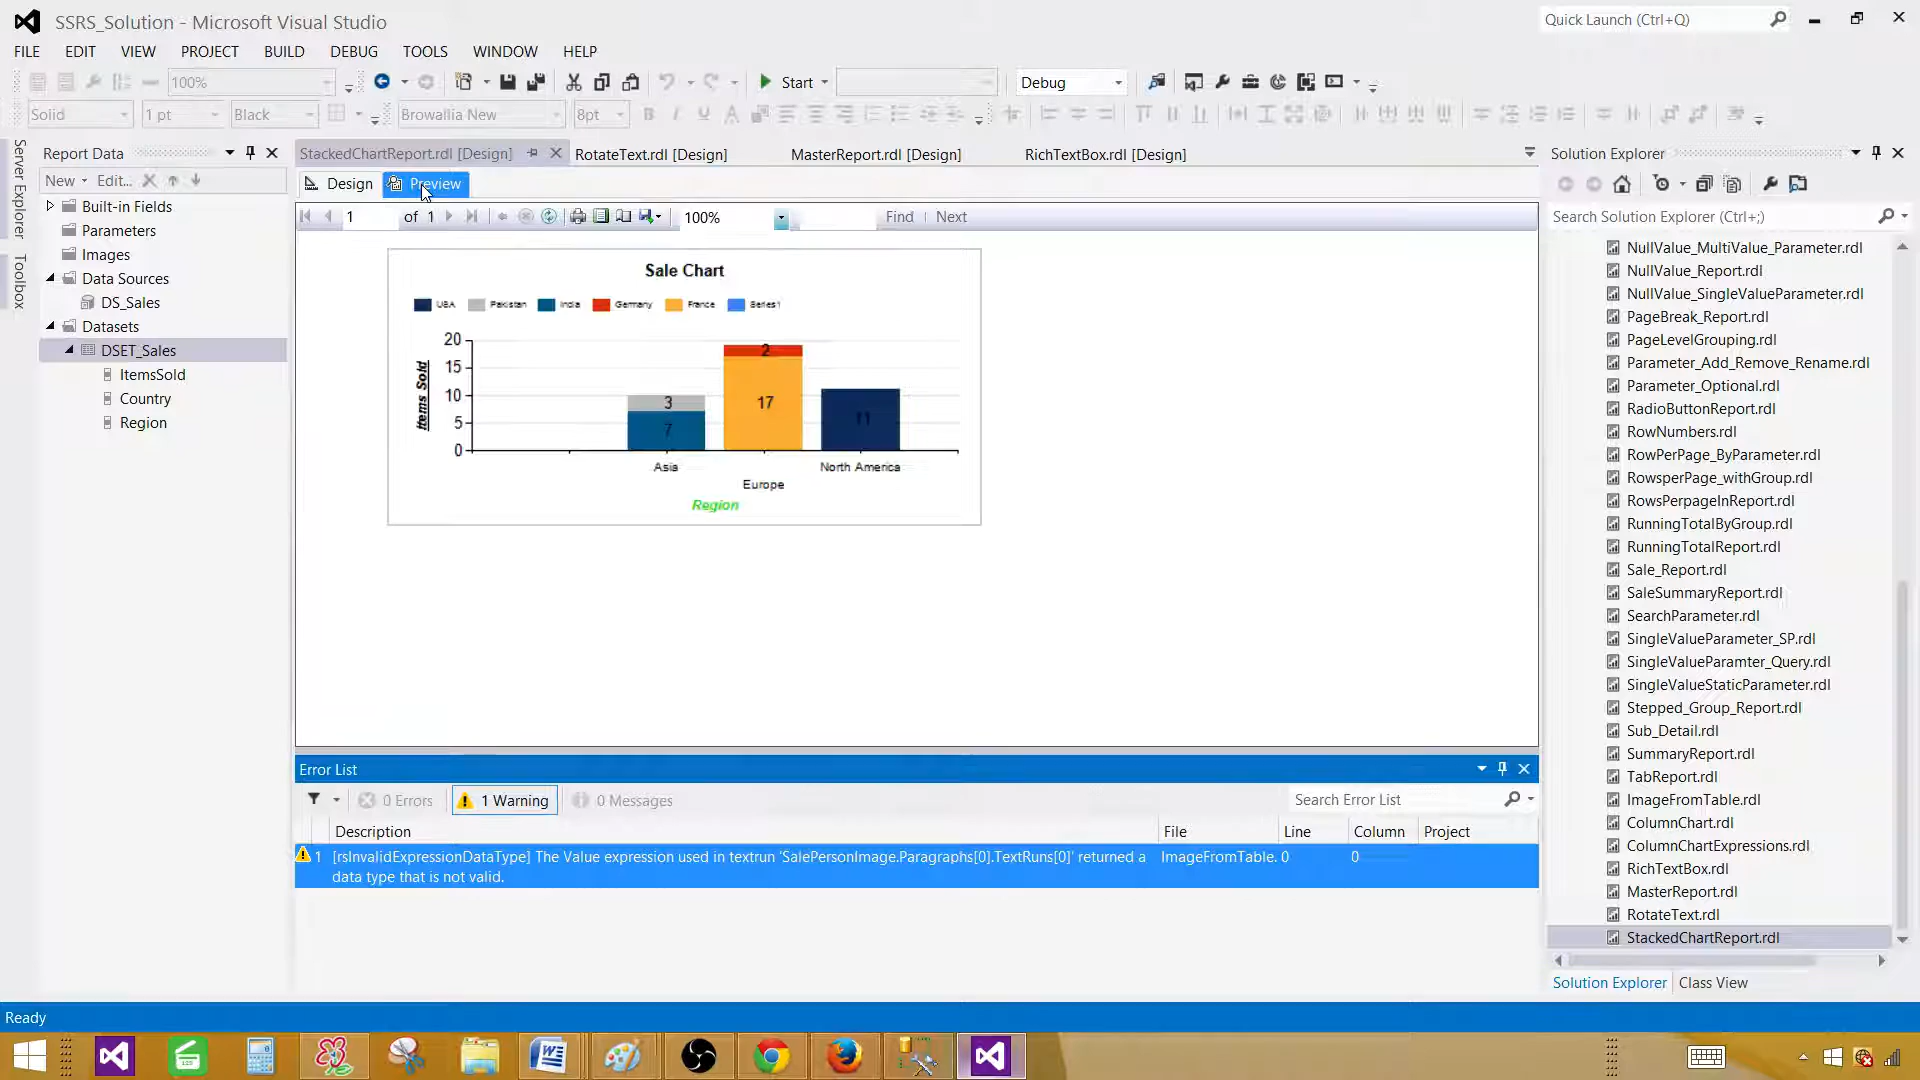 SSRS_Solution - Microsoft Visual Studio
Quick Launch (Ctrl+Q)
FILE EDIT VIEW PROJECT BUILD DEBUG TOOLS WINDOW HELP
100% Start Debug
Solid 1 pt Black Browallia New 8pt
Server Explorer
Toolbox
Report Data
New Edit...
Built-in Fields
Parameters
Images
Data Sources
DS_Sales
Datasets
DSET_Sales
ItemsSold
Country
Region
StackedChartReport.rdl [Design] RotateText.rdl [Design] MasterReport.rdl [Design] RichTextBox.rdl [Design]
Design Preview
1 of 1 100% Find Next
Sale Chart
USA Pakistan India Germany France Series1
Items Sold
20
15
10
5
0
3
7
2
17
11
Asia
Europe
North America
Region
Error List
0 Errors 1 Warning 0 Messages Search Error List
Description File Line Column Project
1 [rsInvalidExpressionDataType] The Value expression used in textrun 'SalePersonImage.Paragraphs[0].TextRuns[0]' returned a ImageFromTable. 0 0
data type that is not valid.
Solution Explorer
Search Solution Explorer (Ctrl+;)
NullValue_MultiValue_Parameter.rdl
NullValue_Report.rdl
NullValue_SingleValueParameter.rdl
PageBreak_Report.rdl
PageLevelGrouping.rdl
Parameter_Add_Remove_Rename.rdl
Parameter_Optional.rdl
RadioButtonReport.rdl
RowNumbers.rdl
RowPerPage_ByParameter.rdl
RowsperPage_withGroup.rdl
RowsPerpageInReport.rdl
RunningTotalByGroup.rdl
RunningTotalReport.rdl
Sale_Report.rdl
SaleSummaryReport.rdl
SearchParameter.rdl
SingleValueParameter_SP.rdl
SingleValueParamter_Query.rdl
SingleValueStaticParameter.rdl
Stepped_Group_Report.rdl
Sub_Detail.rdl
SummaryReport.rdl
TabReport.rdl
ImageFromTable.rdl
ColumnChart.rdl
ColumnChartExpressions.rdl
RichTextBox.rdl
MasterReport.rdl
RotateText.rdl
StackedChartReport.rdl
Solution Explorer Class View
Ready